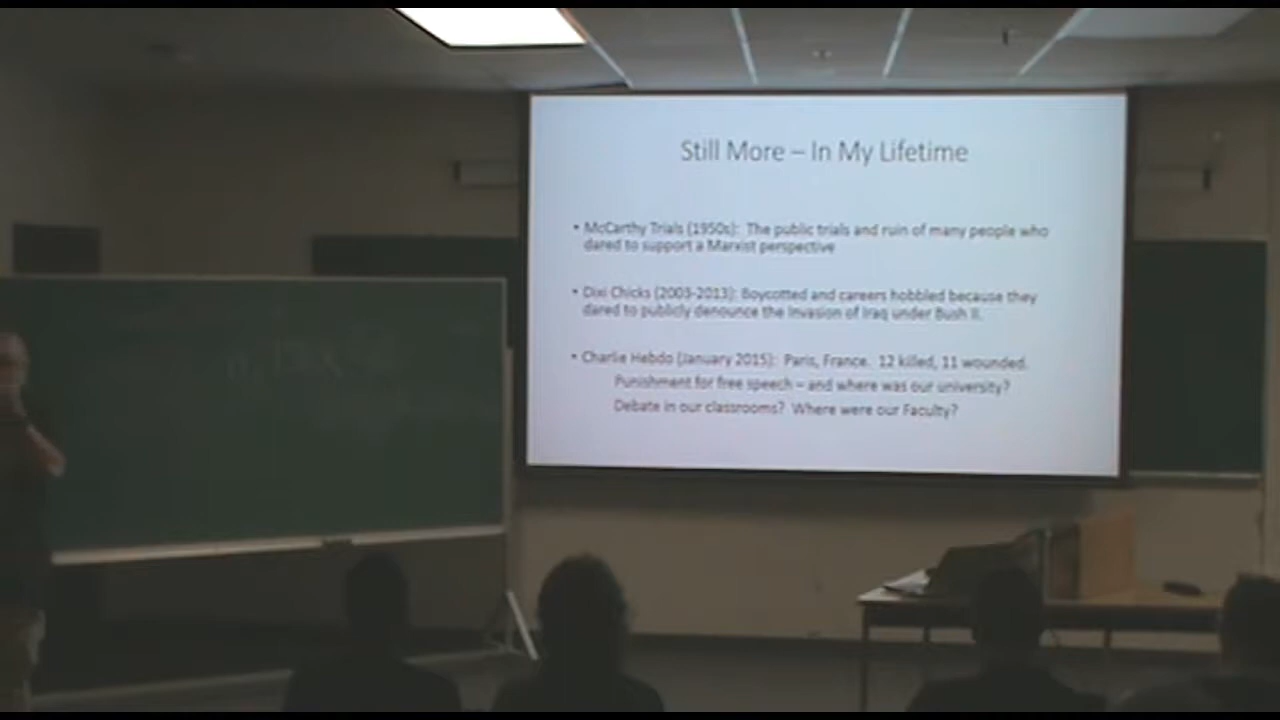 Still More – In My Lifetime
• McCarthy Trials (1950s): The public trials and ruin of many people who
dared to support a Marxist perspective
• Dixi Chicks (2003-2013): Boycotted and careers hobbled because they
dared to publicly denounce the Invasion of Iraq under Bush II.
• Charlie Hebdo (January 2015): Paris, France. 12 killed, 11 wounded.
Punishment for free speech – and where was our university?
Debate in our classrooms? Where were our Faculty?